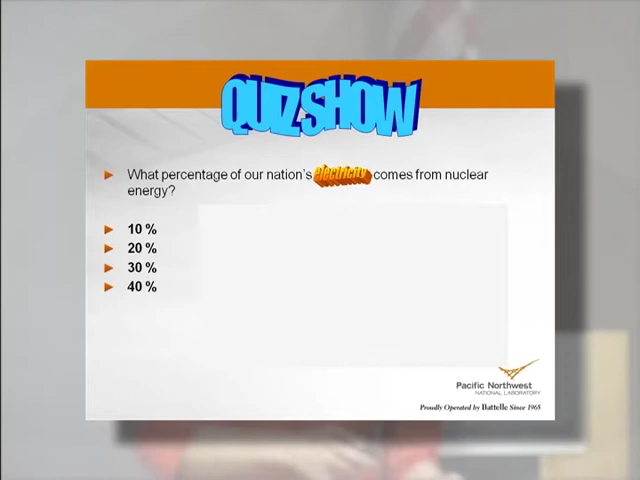 QUIZ SHOW
What percentage of our nation's electricity comes from nuclear
energy?
10 %
20 %
30 %
40 %
Pacific Northwest
NATIONAL LABORATORY
Proudly Operated by Battelle Since 1965